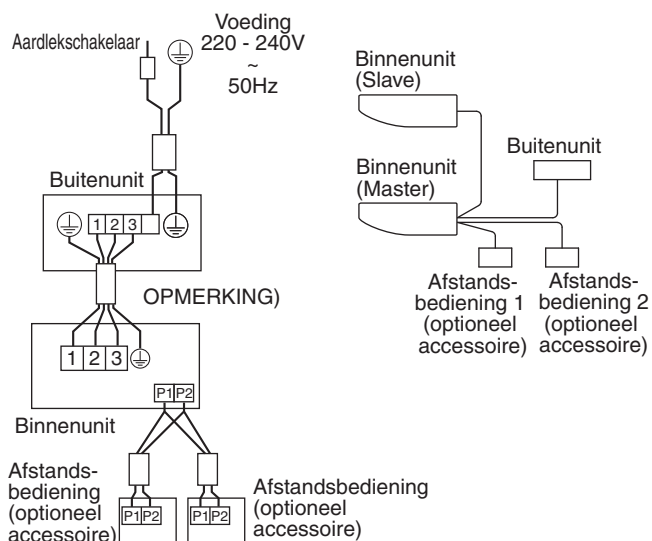 Voeding
220 - 240V
~
50Hz
Aardlekschakelaar
Buitenunit
1 2 3
OPMERKING)
1 2 3
P1 P2
Binnenunit
Afstands-
bediening
(optioneel
accessoire)
P1 P2
P1 P2
Afstandsbediening
(optioneel
accessoire)
Binnenunit
(Slave)
Binnenunit
(Master)
Buitenunit
Afstands-
bediening 1
(optioneel
accessoire)
Afstands-
bediening 2
(optioneel
accessoire)